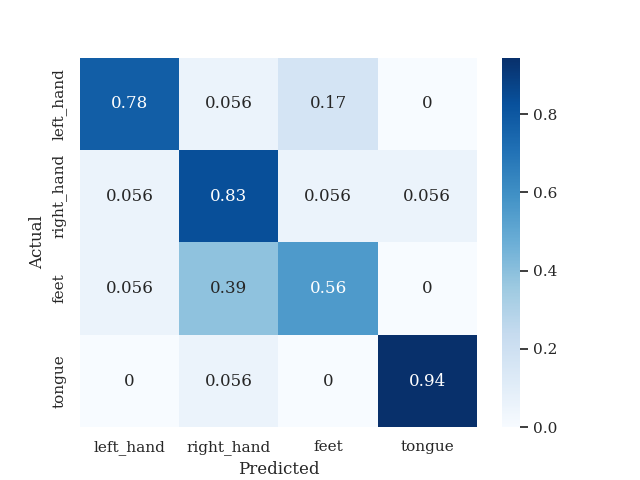 left_hand 0.78 0.056 0.17 0
right_hand 0.056 0.83 0.056 0.056
feet 0.056 0.39 0.56 0
tongue 0 0.056 0 0.94
left_hand right_hand feet tongue
Predicted
Actual
0.8
0.6
0.4
0.2
0.0